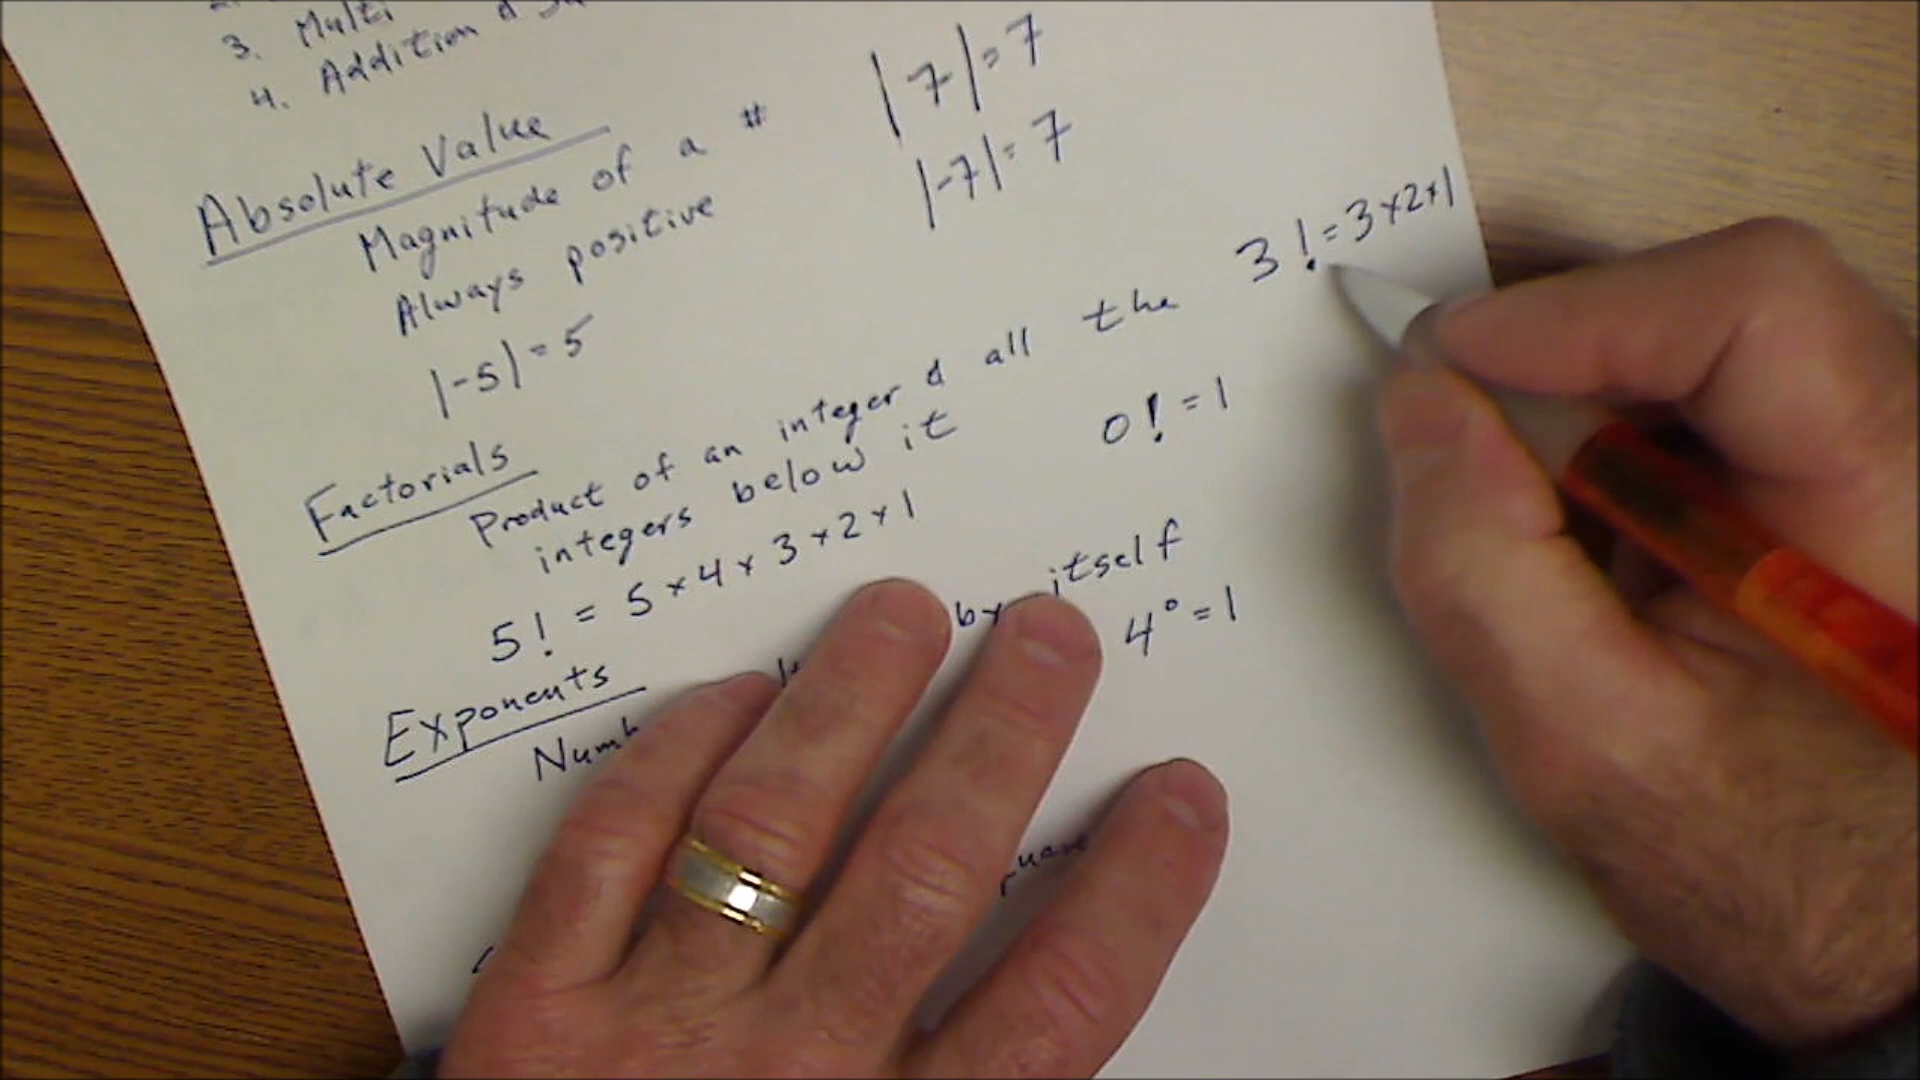 3. Multi
4. Addition &
Absolute Value
Magnitude of a #
Always positive
|-5| = 5
|7| = 7
|-7| = 7
Factorials
Product of an integer & all the
integers below it
5! = 5 x 4 x 3 x 2 x 1
3! = 3 x 2 x 1
0! = 1
Exponents
by itself
4⁰ = 1